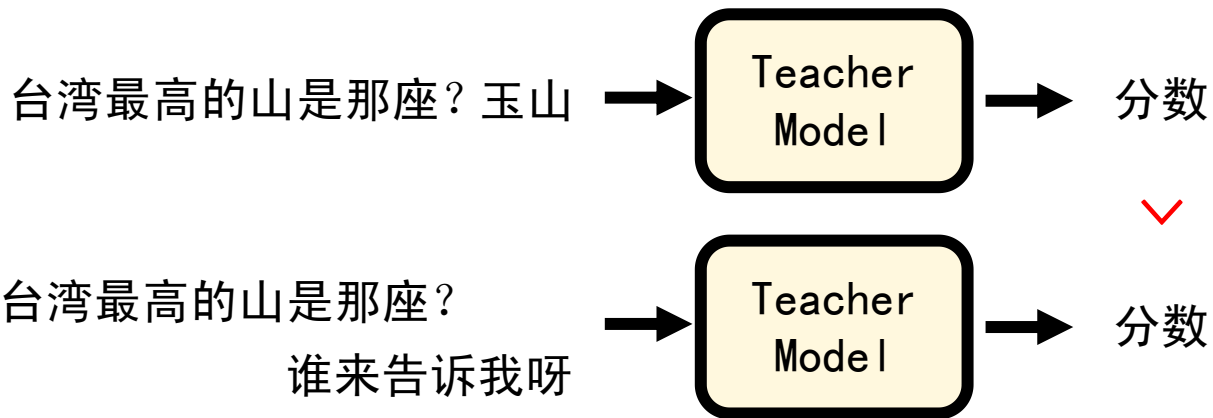 台湾最高的山是那座？玉山
Teacher
Model
分数
台湾最高的山是那座？
谁来告诉我呀
Teacher
Model
分数